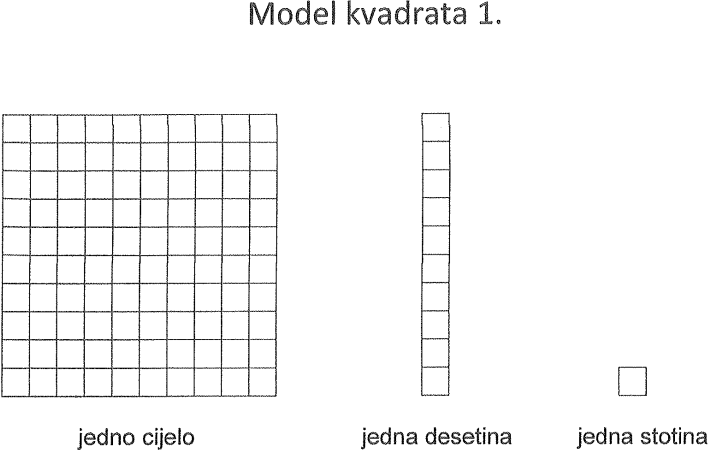 Model kvadrata 1.
jedno cijelo
jedna desetina
jedna stotina